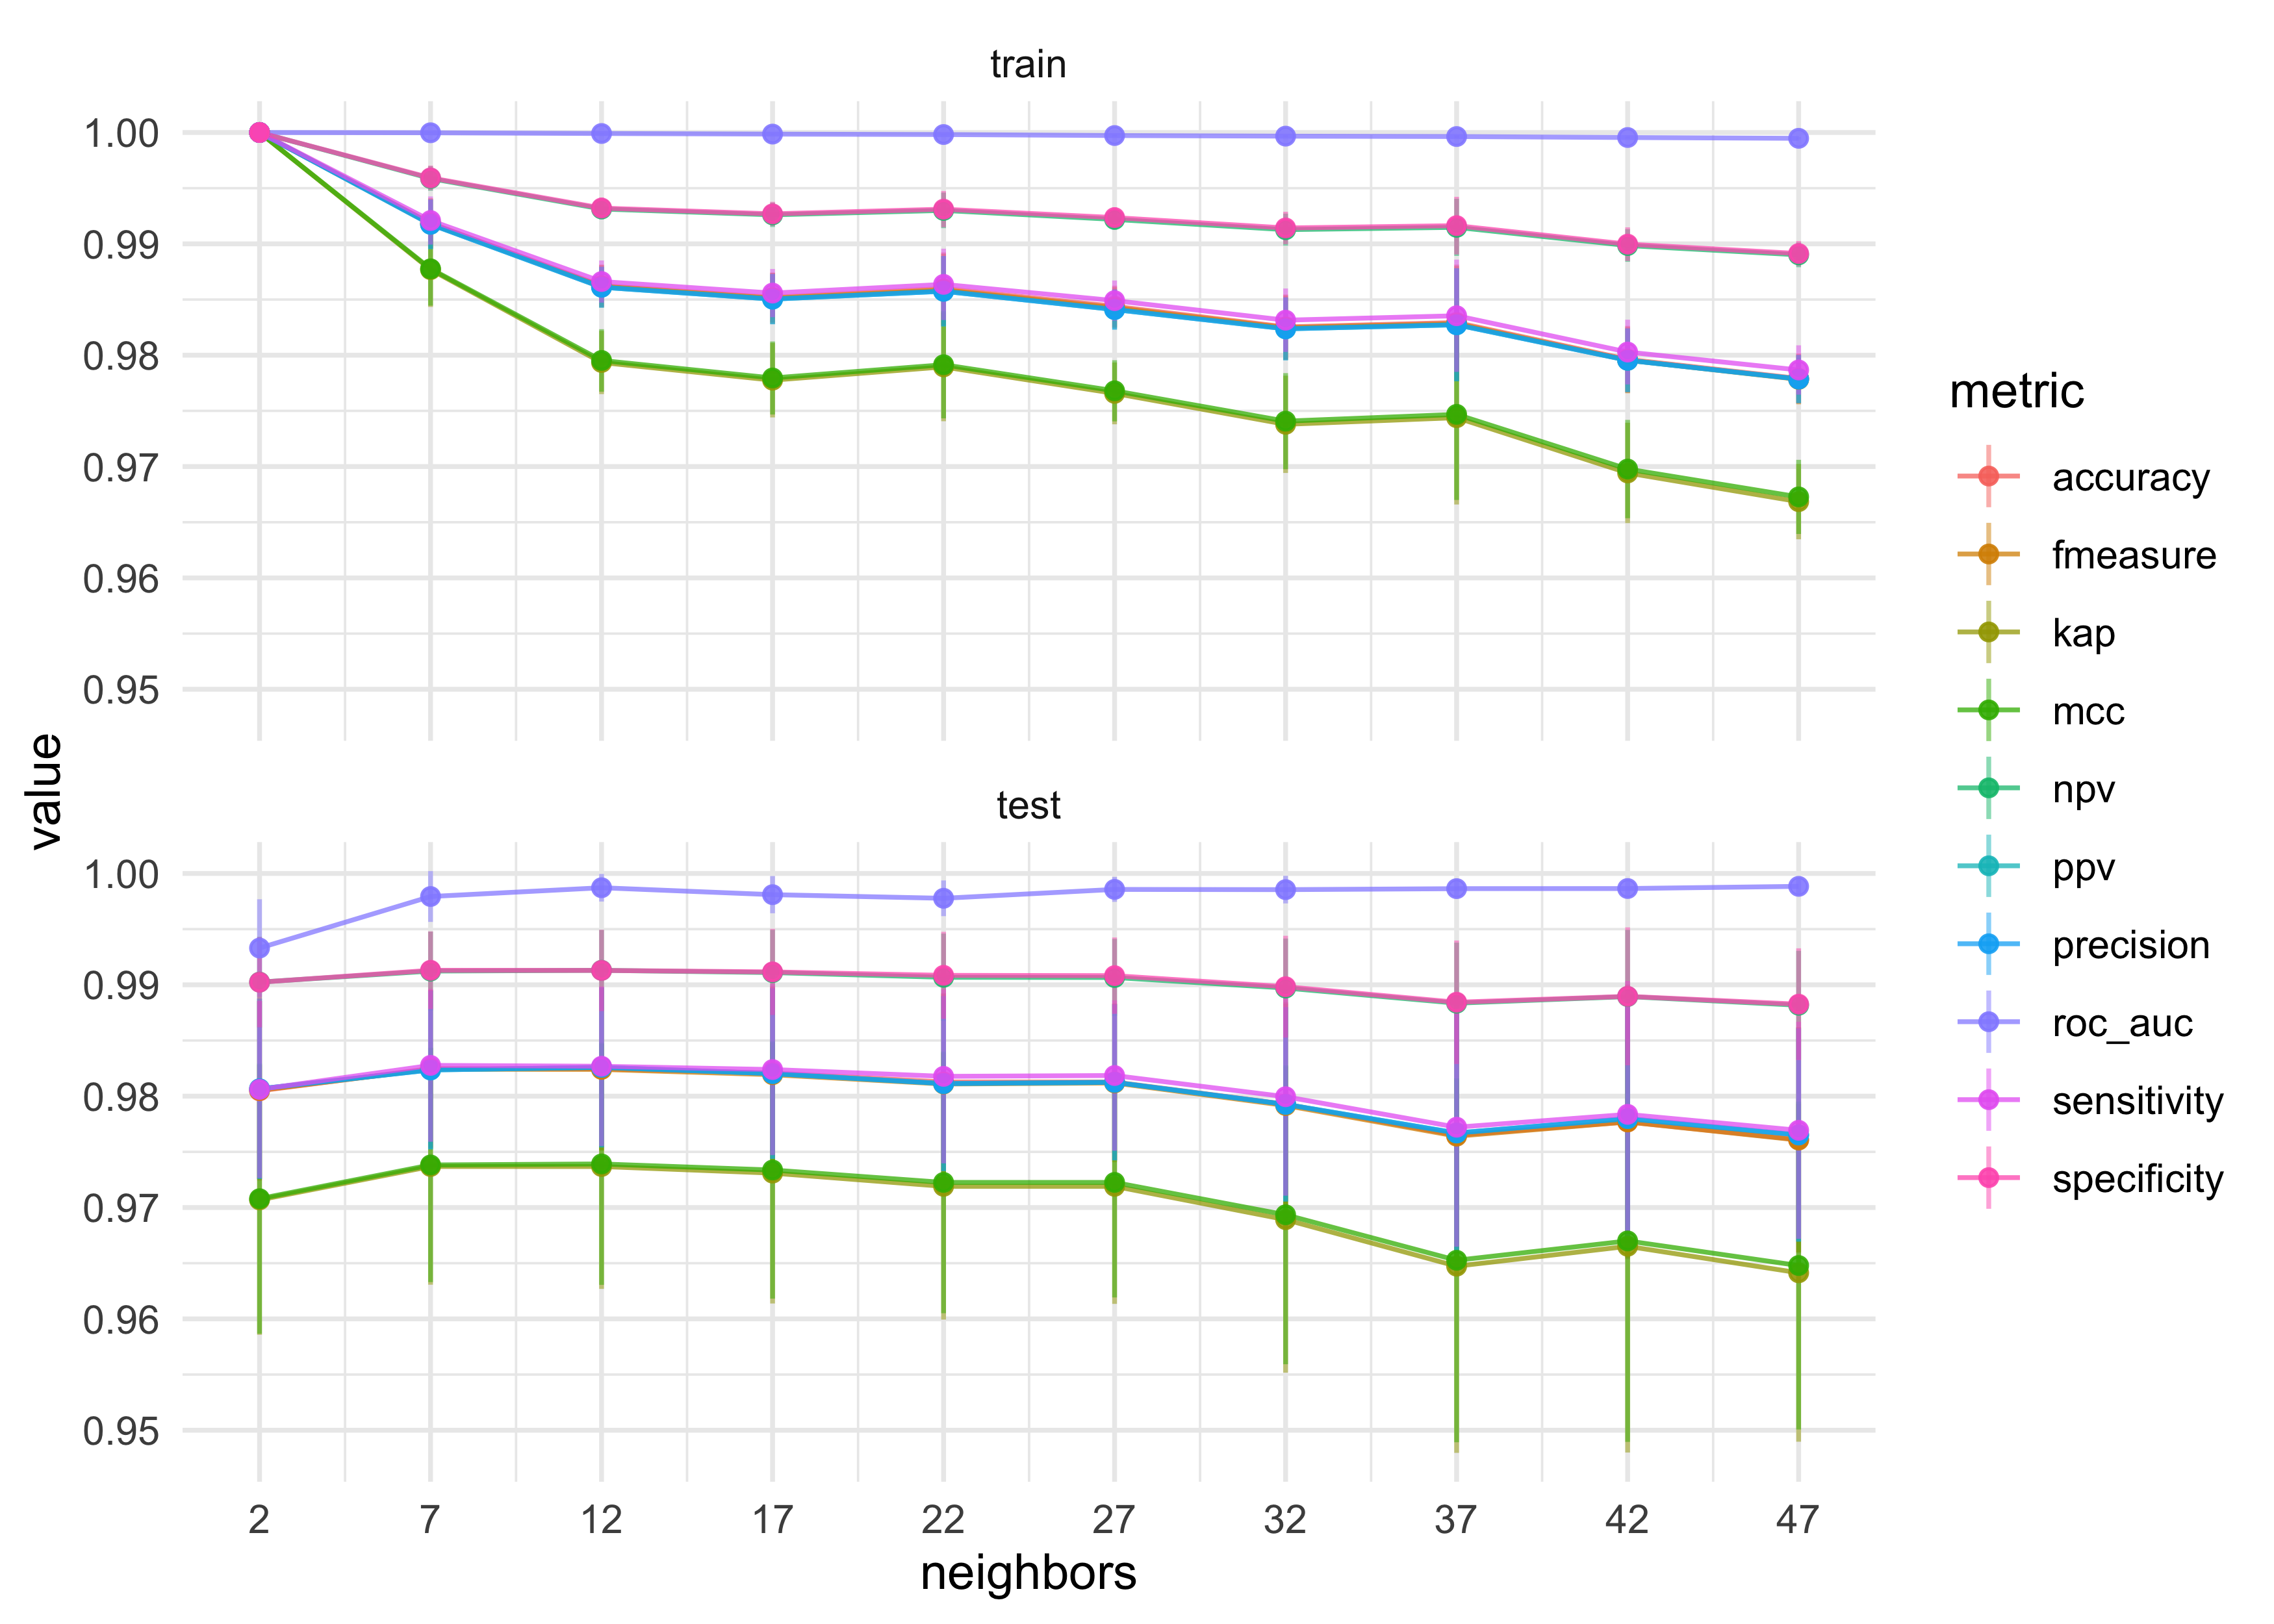 train
1.00
0.99
0.98
0.97
0.96
0.95
value
test
1.00
0.99
0.98
0.97
0.96
0.95
2 7 12 17 22 27 32 37 42 47
neighbors
metric
accuracy
fmeasure
kap
mcc
npv
ppv
precision
roc_auc
sensitivity
specificity